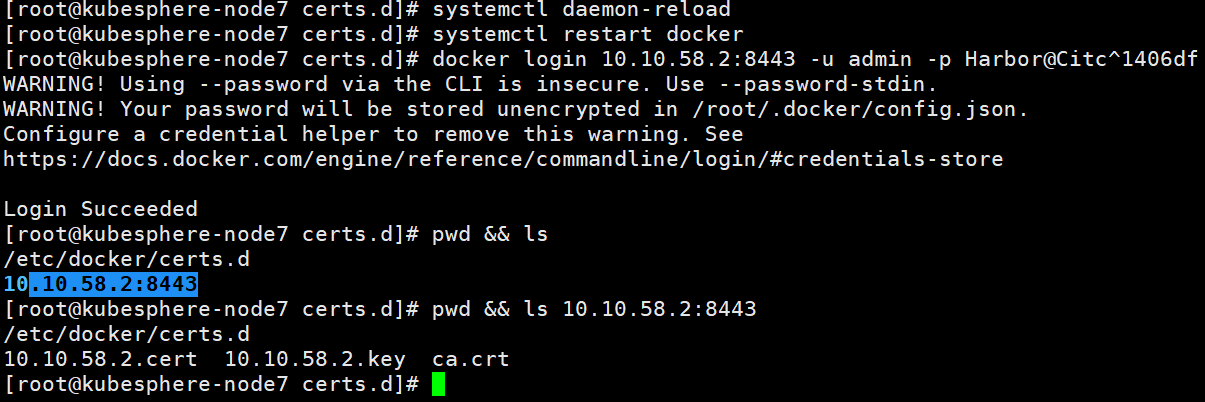 [root@kubesphere-node7 certs.d]# systemctl daemon-reload
[root@kubesphere-node7 certs.d]# systemctl restart docker
[root@kubesphere-node7 certs.d]# docker login 10.10.58.2:8443 -u admin -p Harbor@Citc^1406df
WARNING! Using --password via the CLI is insecure. Use --password-stdin.
WARNING! Your password will be stored unencrypted in /root/.docker/config.json.
Configure a credential helper to remove this warning. See
https://docs.docker.com/engine/reference/commandline/login/#credentials-store
Login Succeeded
[root@kubesphere-node7 certs.d]# pwd && ls
/etc/docker/certs.d
10.10.58.2:8443
[root@kubesphere-node7 certs.d]# pwd && ls 10.10.58.2:8443
/etc/docker/certs.d
10.10.58.2.cert  10.10.58.2.key  ca.crt
[root@kubesphere-node7 certs.d]#